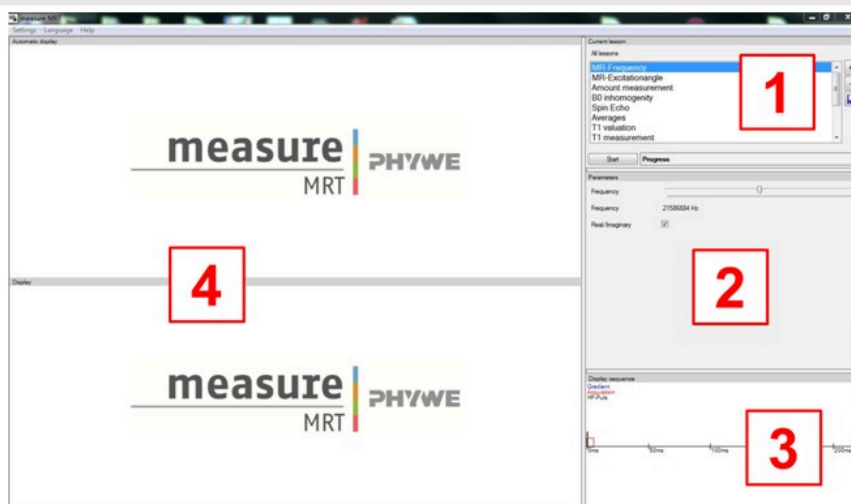 measure MRT
Settings Language Help
Automatic display
measure
MRT
PHYWE
4
Display
measure
MRT
PHYWE
Current lesson
All lessons
MR-Frequency
MR-Excitationangle
Amount measurement
B0 inhomogenity
Spin Echo
Averages
T1 valuation
T1 measurement
1
Start Progress
Parameters
Frequency
Frequency 21586884 Hz
Real/Imaginary
2
Display sequence
Gradient
HF-Puls
0ms 50ms 100ms 200ms
3